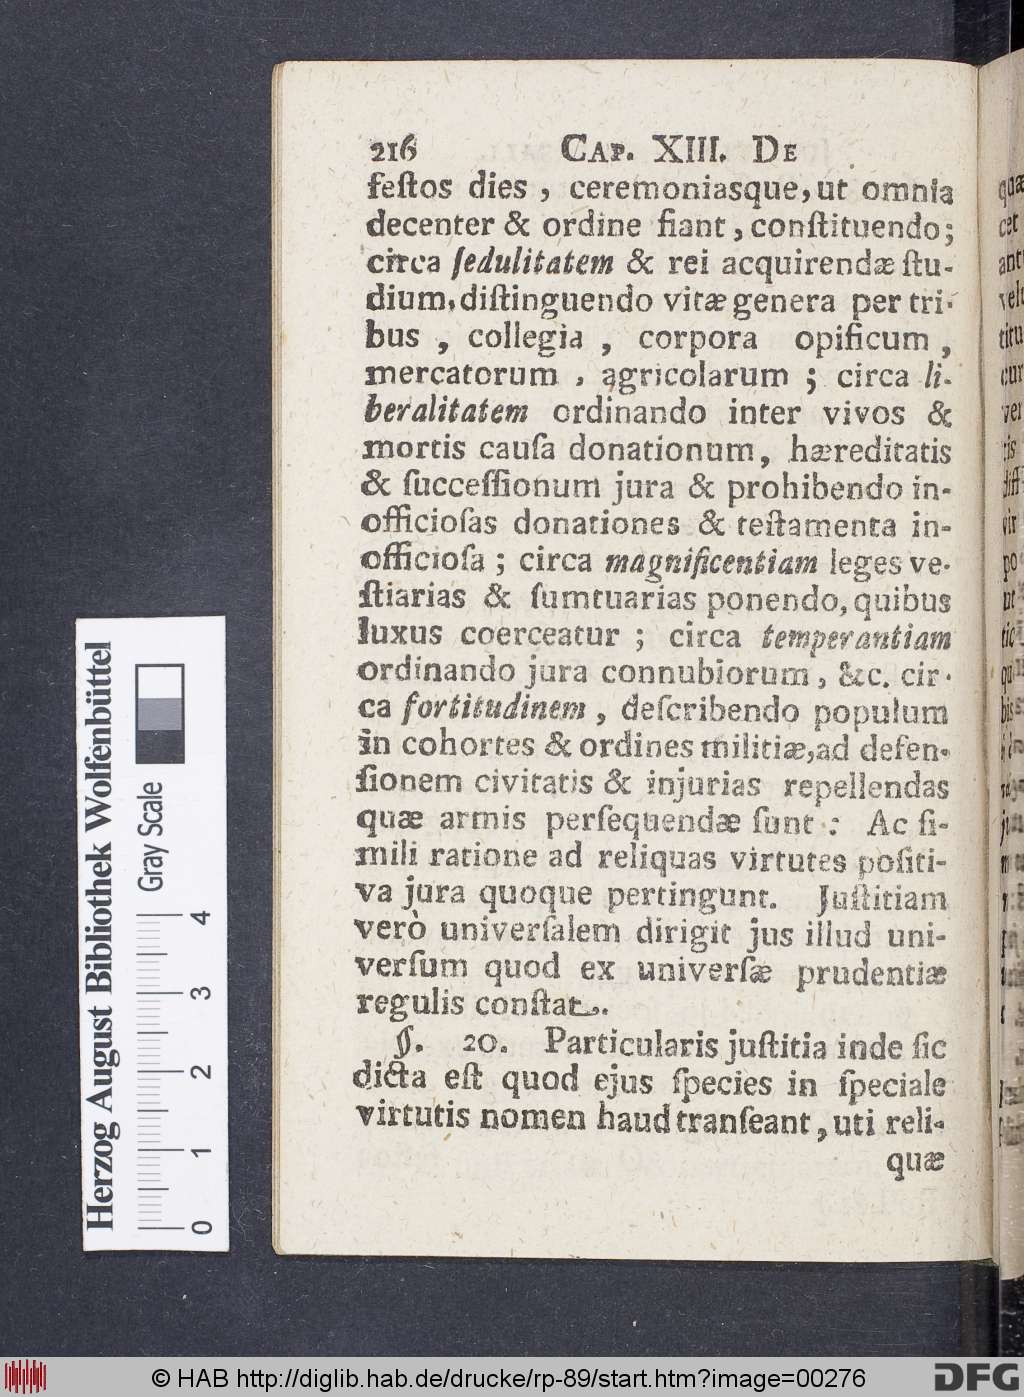 216 CAP. XIII. DE
feſtos dies, ceremoniasque, ut omnia
decenter & ordine fiant, conſtituendo;
circa ſedulitatem & rei acquirendæ ſtu-
dium, diſtinguendo vitæ genera per tri-
bus, collegia, corpora opificum,
mercatorum, agricolarum; circa li-
beralitatem ordinando inter vivos &
mortis cauſa donationum, hæreditatis
& ſucceſſionum jura & prohibendo in-
officioſas donationes & teſtamenta in-
officioſa; circa magnificentiam leges ve-
ſtiarias & ſumtuarias ponendo, quibus
luxus coerceatur; circa temperantiam
ordinando jura connubiorum, &c. cir-
ca fortitudinem, deſcribendo populum
in cohortes & ordines militiæ, ad defen-
ſionem civitatis & injurias repellendas
quæ armis perſequendæ ſunt: Ac ſi-
mili ratione ad reliquas virtutes poſiti-
va jura quoque pertingunt. Juſtitiam
verò univerſalem dirigit jus illud uni-
verſum quod ex univerſæ prudentiæ
regulis conſtat.
§. 20. Particularis juſtitia inde ſic
dicta eſt quod ejus ſpecies in ſpeciale
virtutis nomen haud tranſeant, uti reli-
quæ
Herzog August Bibliothek Wolfenbüttel
Gray Scale
0 1 2 3 4
© HAB http://diglib.hab.de/drucke/rp-89/start.htm?image=00276
DFG